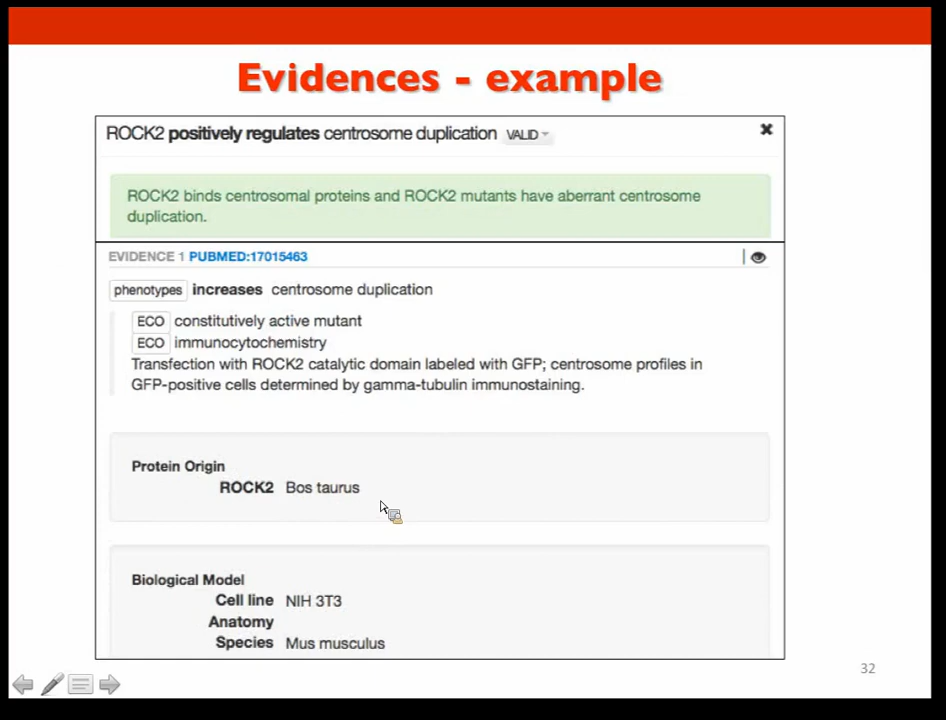 Evidences - example
ROCK2 positively regulates centrosome duplication VALID
ROCK2 binds centrosomal proteins and ROCK2 mutants have aberrant centrosome
duplication.
EVIDENCE 1 PUBMED:17015463
phenotypes increases centrosome duplication
ECO constitutively active mutant
ECO immunocytochemistry
Transfection with ROCK2 catalytic domain labeled with GFP; centrosome profiles in
GFP-positive cells determined by gamma-tubulin immunostaining.
Protein Origin
ROCK2 Bos taurus
Biological Model
Cell line NIH 3T3
Anatomy
Species Mus musculus
32